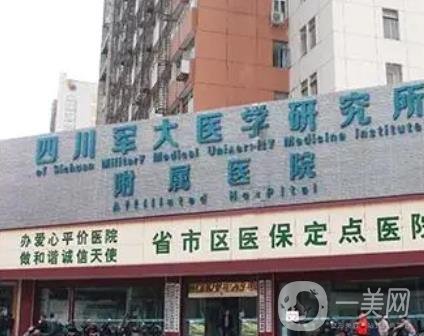 四川军大医学研究所
of Sichuan Military Medical University Medicine Institute
附属医院
Affiliated Hospital
办爱心平价医院
做和谐诚信天使
省市区医保定点医院
一美网